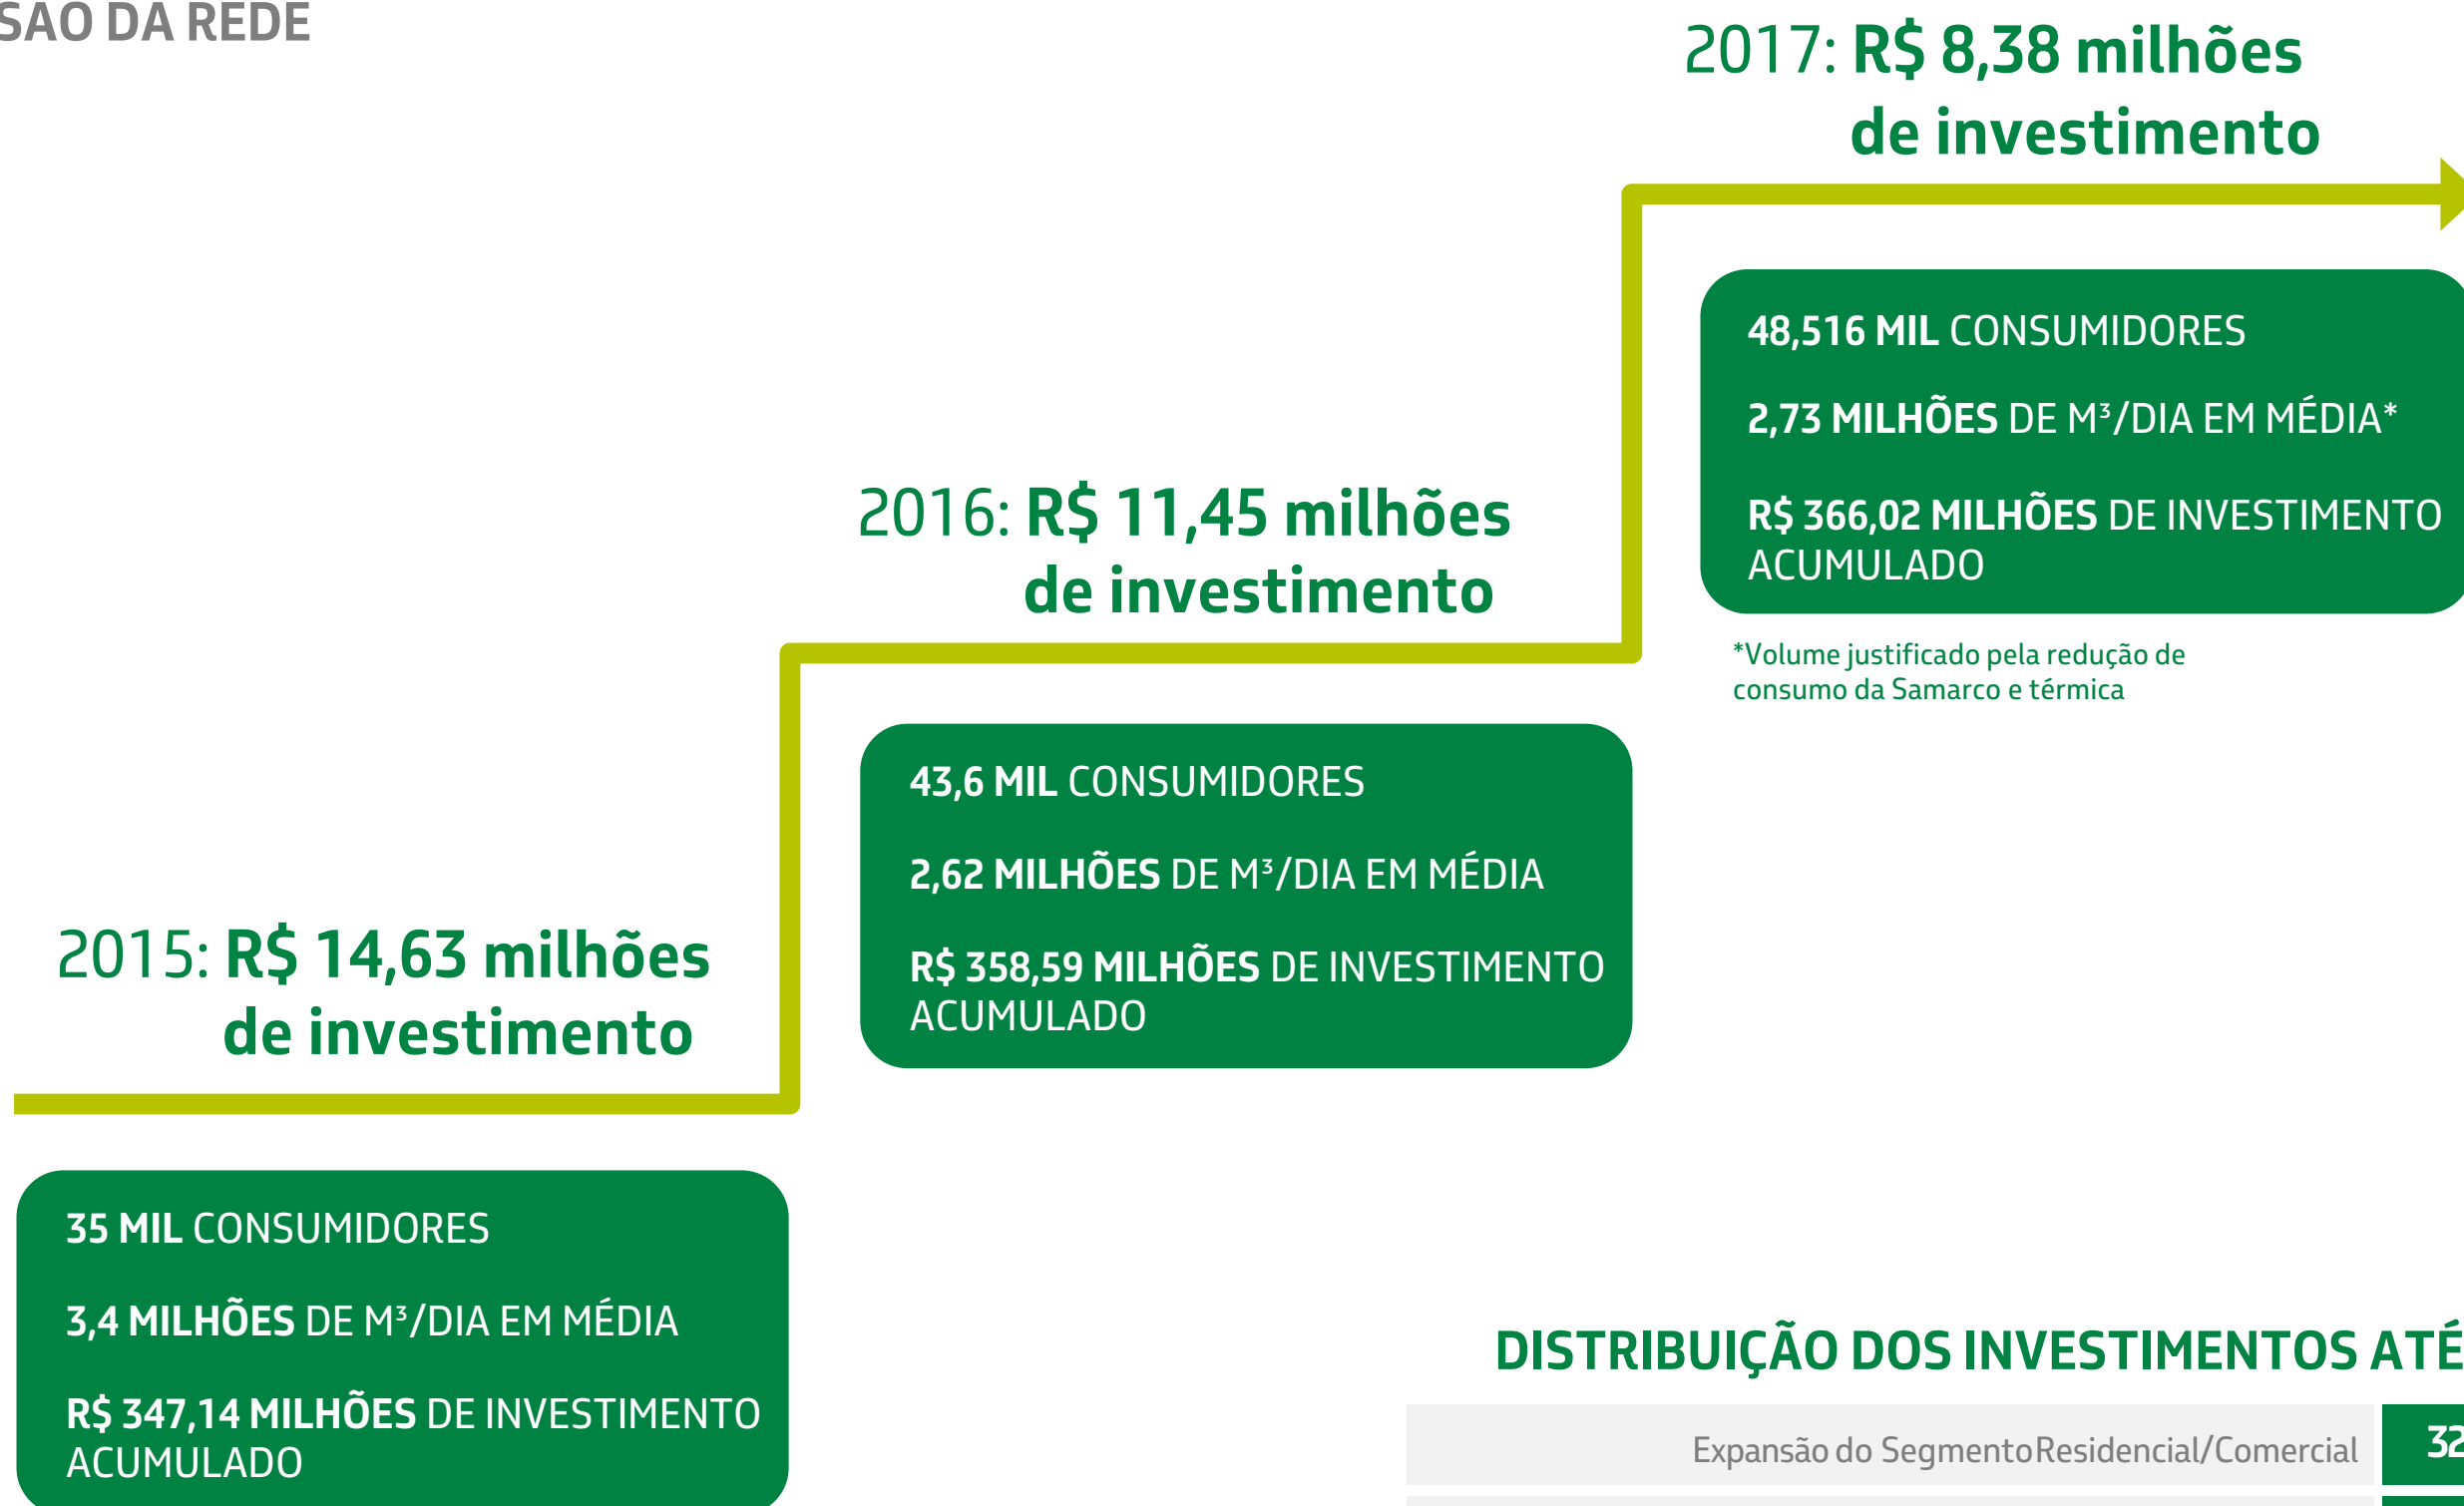 SÃO DA REDE
2017: R$ 8,38 milhões
de investimento
48,516 MIL CONSUMIDORES
2,73 MILHÕES DE M³/DIA EM MÉDIA*
R$ 366,02 MILHÕES DE INVESTIMENTO
ACUMULADO
*Volume justificado pela redução de
consumo da Samarco e térmica
2016: R$ 11,45 milhões
de investimento
43,6 MIL CONSUMIDORES
2,62 MILHÕES DE M³/DIA EM MÉDIA
R$ 358,59 MILHÕES DE INVESTIMENTO
ACUMULADO
2015: R$ 14,63 milhões
de investimento
35 MIL CONSUMIDORES
3,4 MILHÕES DE M³/DIA EM MÉDIA
R$ 347,14 MILHÕES DE INVESTIMENTO
ACUMULADO
DISTRIBUIÇÃO DOS INVESTIMENTOS ATÉ
Expansão do Segmento Residencial/Comercial 32